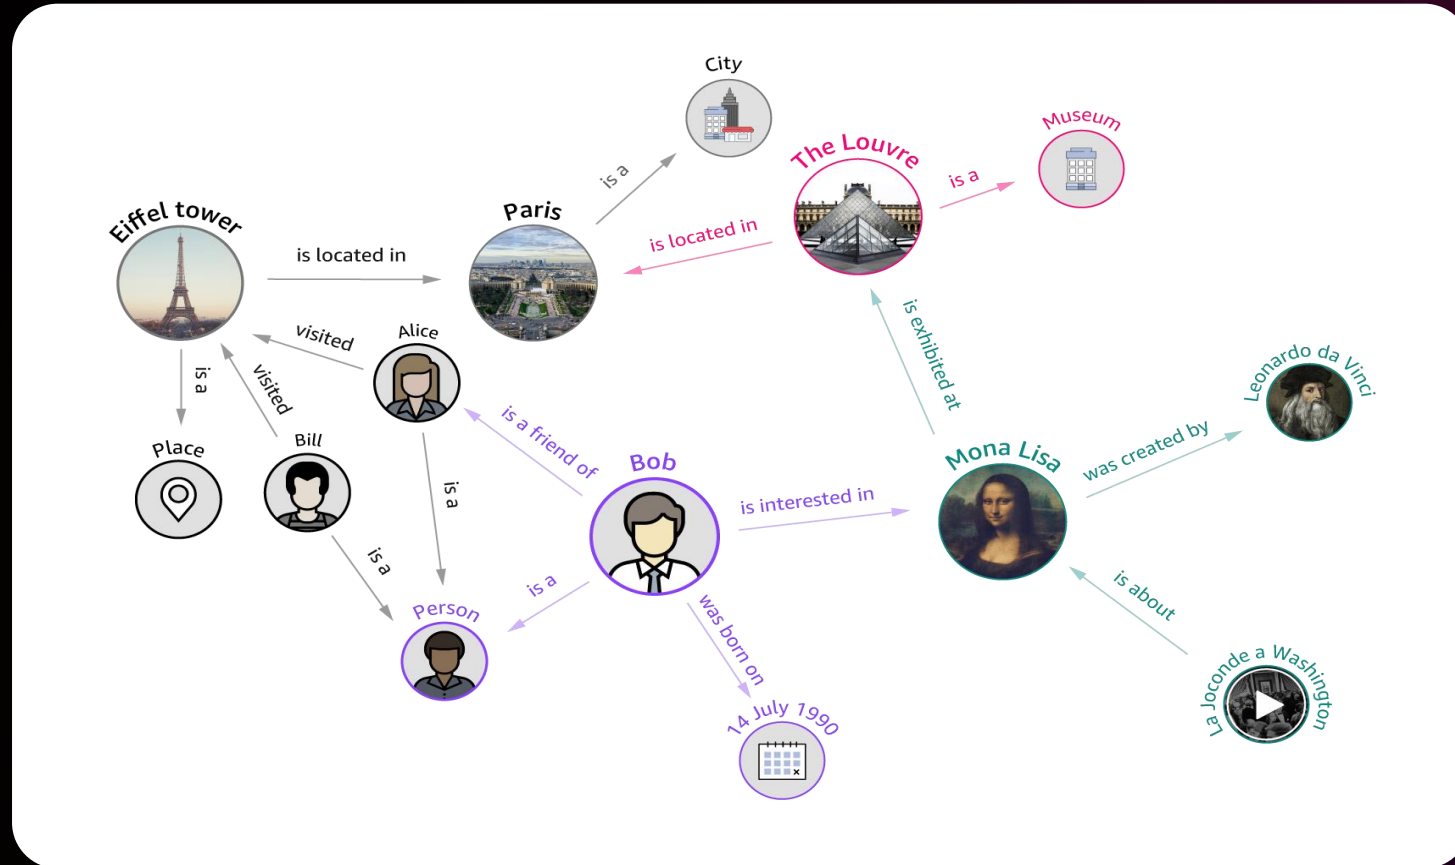 City
Museum
The Louvre
is a
is a
Paris
Eiffel tower
is located in
is located in
Alice
visited
is exhibited at
Leonardo da Vinci
is a
visited
Place
Bill
is a friend of
Bob
Mona Lisa
was created by
is a
is interested in
is a
is a
is about
Person
was born on
La Joconde a Washington
14 July 1990